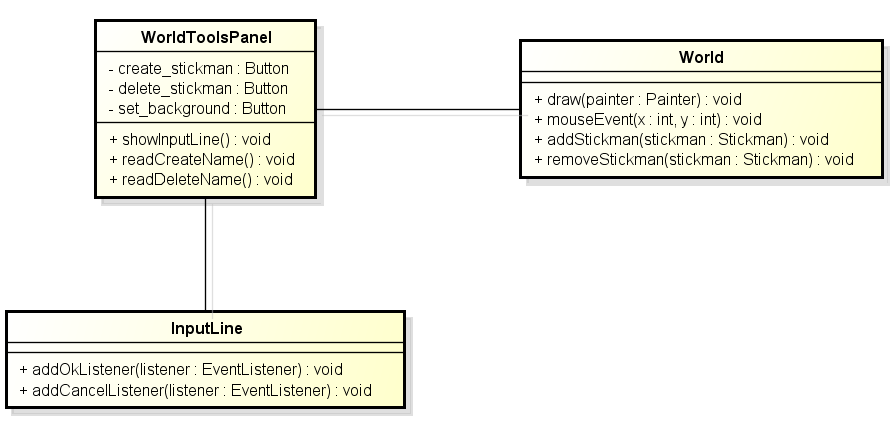 WorldToolsPanel
- create_stickman : Button
- delete_stickman : Button
- set_background : Button
+ showInputLine() : void
+ readCreateName() : void
+ readDeleteName() : void
World
+ draw(painter : Painter) : void
+ mouseEvent(x : int, y : int) : void
+ addStickman(stickman : Stickman) : void
+ removeStickman(stickman : Stickman) : void
InputLine
+ addOkListener(listener : EventListener) : void
+ addCancelListener(listener : EventListener) : void